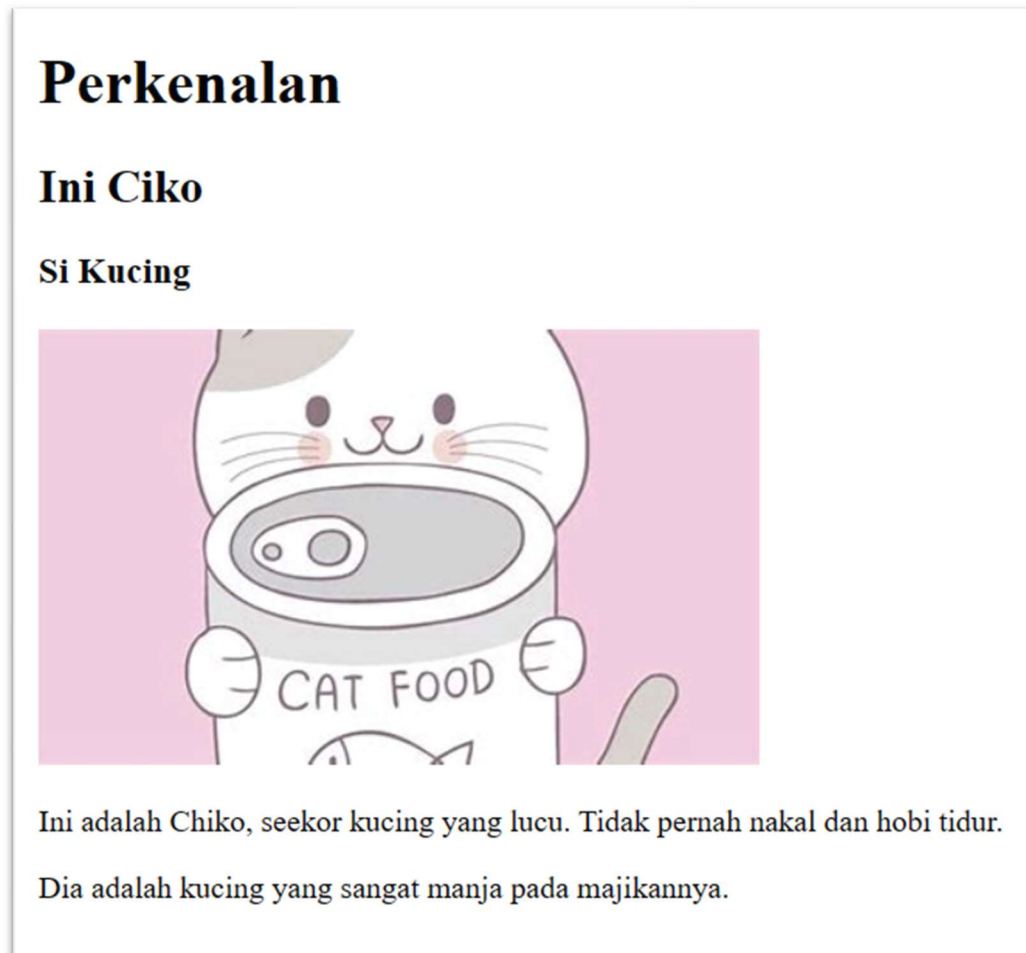 Perkenalan
Ini Ciko
Si Kucing
CAT FOOD
Ini adalah Chiko, seekor kucing yang lucu. Tidak pernah nakal dan hobi tidur.
Dia adalah kucing yang sangat manja pada majikannya.